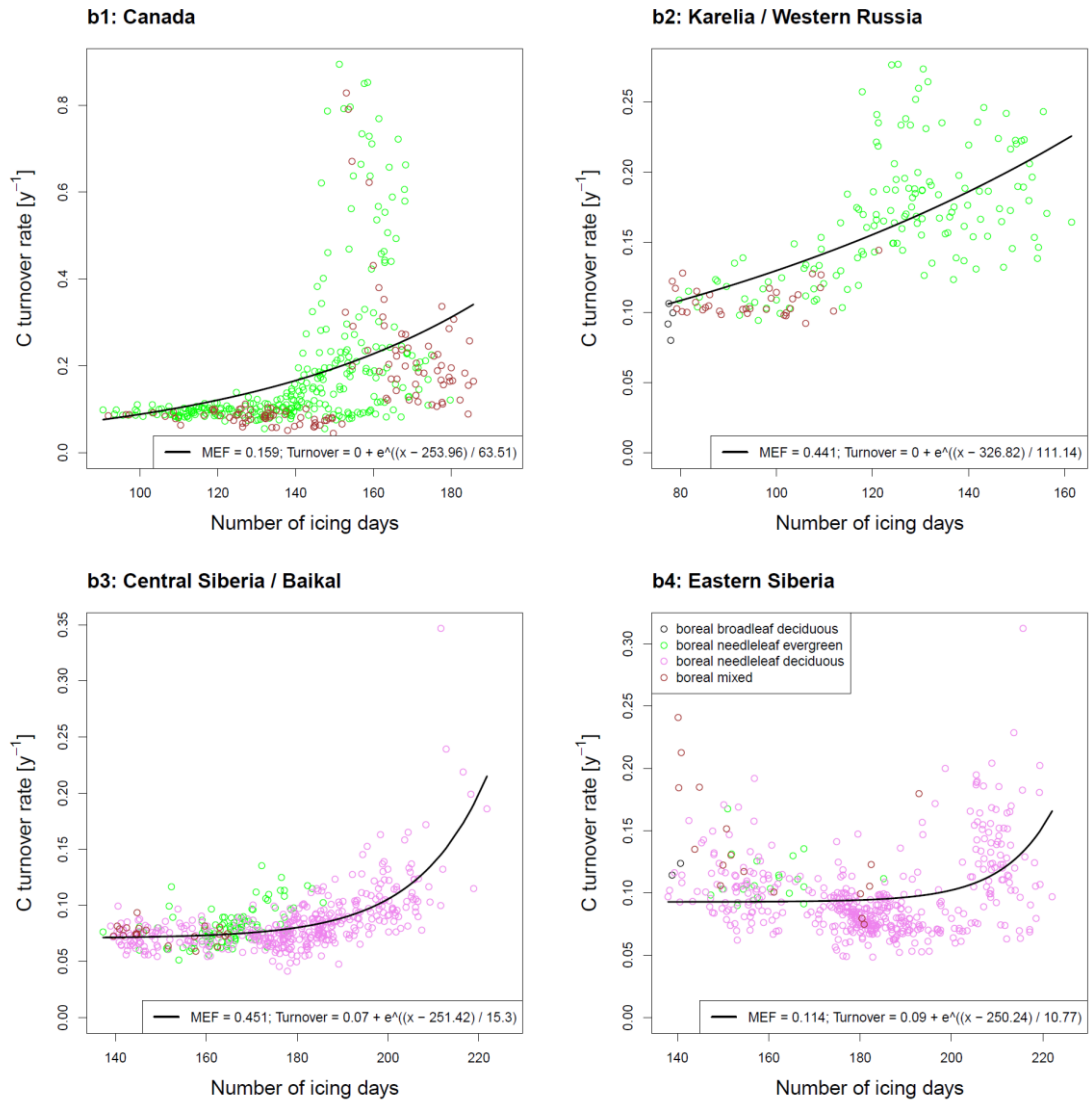 b1: Canada
C turnover rate [y⁻¹]
0.8
0.6
0.4
0.2
0.0
MEF = 0.159; Turnover = 0 + e^((x − 253.96) / 63.51)
100 120 140 160 180
Number of icing days
b2: Karelia / Western Russia
C turnover rate [y⁻¹]
0.25
0.20
0.15
0.10
0.05
0.00
MEF = 0.441; Turnover = 0 + e^((x − 326.82) / 111.14)
80 100 120 140 160
Number of icing days
b3: Central Siberia / Baikal
C turnover rate [y⁻¹]
0.35
0.30
0.25
0.20
0.15
0.10
0.05
0.00
MEF = 0.451; Turnover = 0.07 + e^((x − 251.42) / 15.3)
140 160 180 200 220
Number of icing days
b4: Eastern Siberia
C turnover rate [y⁻¹]
0.30
0.25
0.20
0.15
0.10
0.05
0.00
boreal broadleaf deciduous
boreal needleleaf evergreen
boreal needleleaf deciduous
boreal mixed
MEF = 0.114; Turnover = 0.09 + e^((x − 250.24) / 10.77)
140 160 180 200 220
Number of icing days